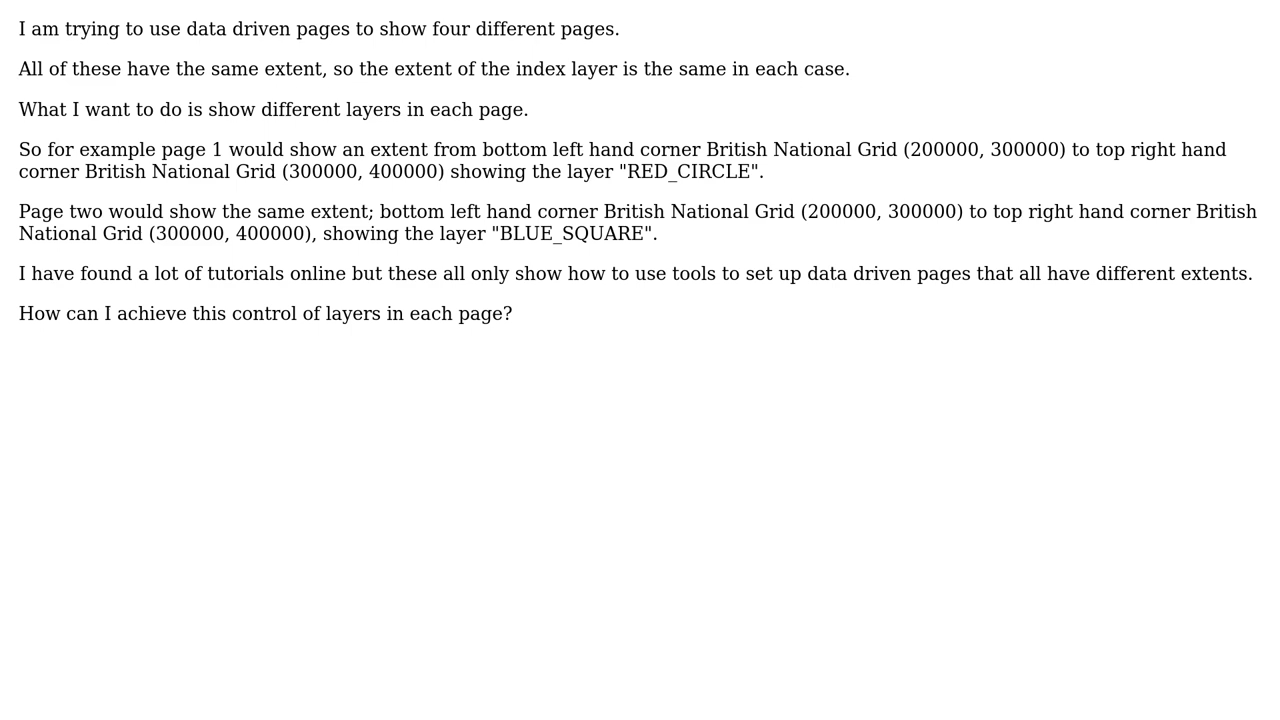 I am trying to use data driven pages to show four different pages.
All of these have the same extent, so the extent of the index layer is the same in each case.
What I want to do is show different layers in each page.
So for example page 1 would show an extent from bottom left hand corner British National Grid (200000, 300000) to top right hand
corner British National Grid (300000, 400000) showing the layer "RED_CIRCLE".
Page two would show the same extent; bottom left hand corner British National Grid (200000, 300000) to top right hand corner British
National Grid (300000, 400000), showing the layer "BLUE_SQUARE".
I have found a lot of tutorials online but these all only show how to use tools to set up data driven pages that all have different extents.
How can I achieve this control of layers in each page?